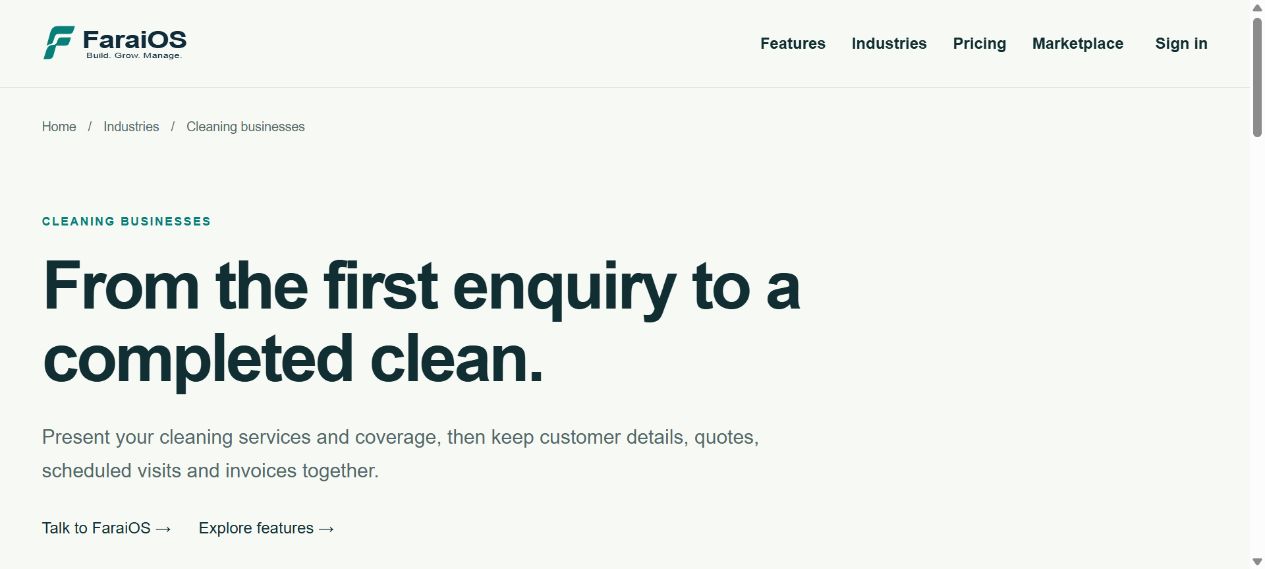 FaraiOS
Build. Grow. Manage.
Features Industries Pricing Marketplace Sign in
Home / Industries / Cleaning businesses
CLEANING BUSINESSES
From the first enquiry to a
completed clean.
Present your cleaning services and coverage, then keep customer details, quotes,
scheduled visits and invoices together.
Talk to FaraiOS → Explore features →